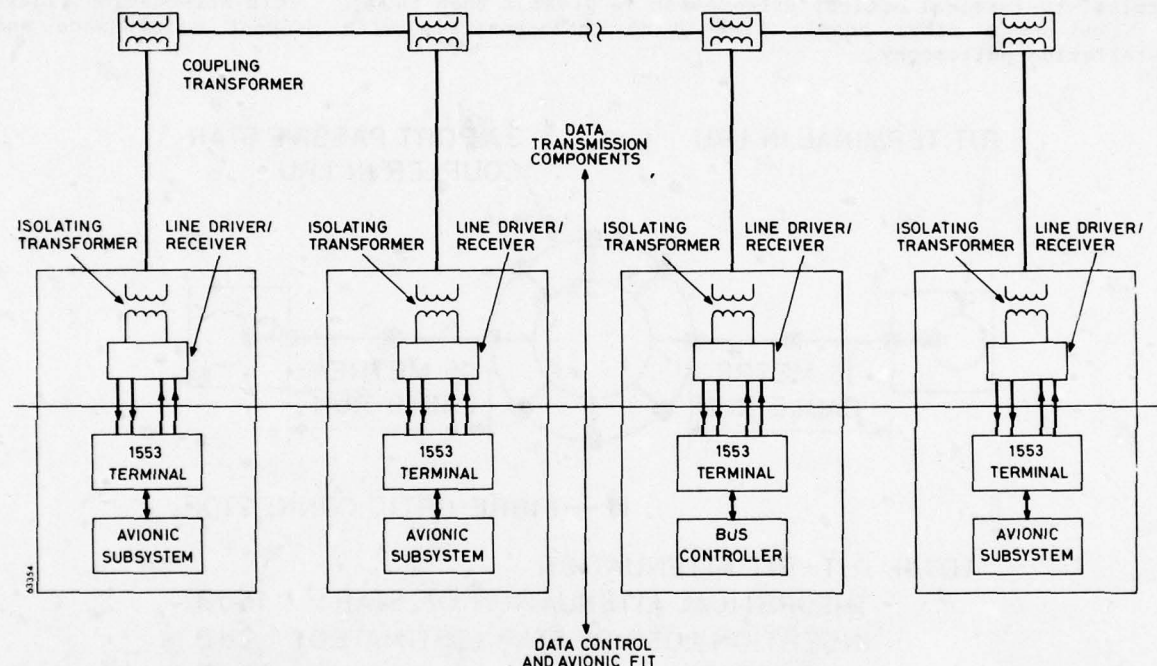 COUPLING
TRANSFORMER
DATA
TRANSMISSION
COMPONENTS
ISOLATING
TRANSFORMER
LINE DRIVER/
RECEIVER
ISOLATING
TRANSFORMER
LINE DRIVER/
RECEIVER
ISOLATING
TRANSFORMER
LINE DRIVER/
RECEIVER
ISOLATING
TRANSFORMER
LINE DRIVER/
RECEIVER
1553
TERMINAL
1553
TERMINAL
1553
TERMINAL
1553
TERMINAL
AVIONIC
SUBSYSTEM
AVIONIC
SUBSYSTEM
BUS
CONTROLLER
AVIONIC
SUBSYSTEM
DATA CONTROL
AND AVIONIC FIT